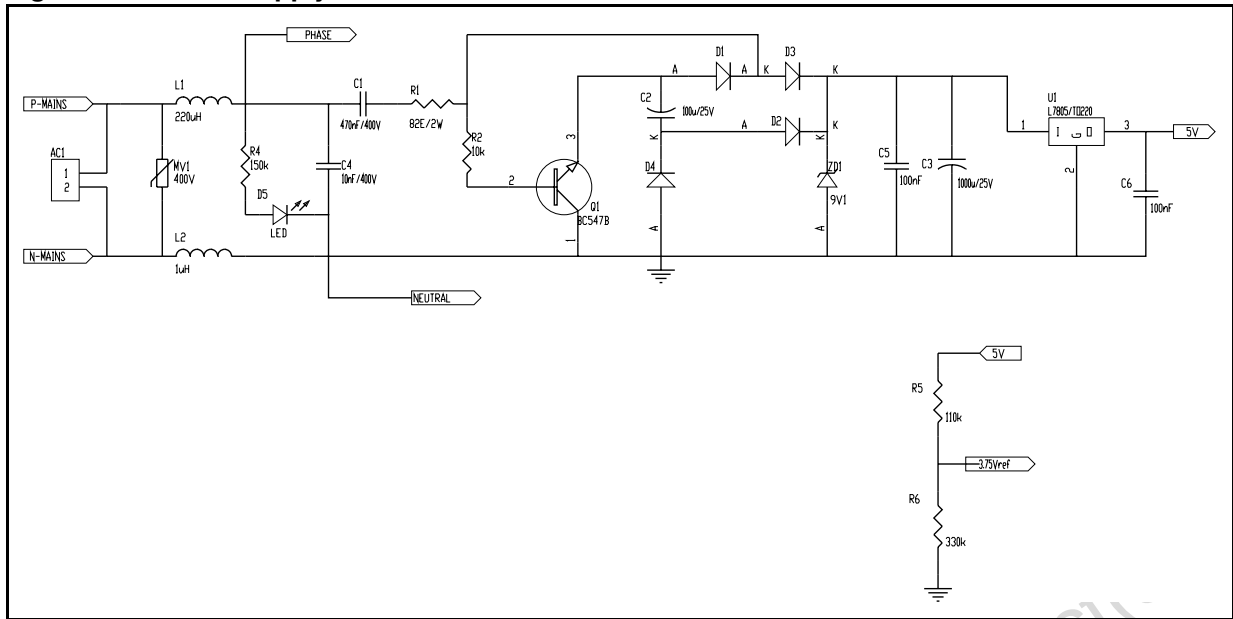 PHASE
P-MAINS
L1
220uH
AC1
1
2
MV1
400V
R4
150k
D5
LED
C1
470nF/400V
R1
82E/2W
R2
10k
C4
10nF/400V
L2
1uH
N-MAINS
NEUTRAL
2
3
1
Q1
BC547B
C2
100u/25V
A
D1
A
K
D3
K
K
A
D2
K
D4
A
K
ZD1
9V1
A
C5
100nF
C3
1000u/25V
U1
L7805/TO220
1
I G O
3
2
5V
C6
100nF
5V
R5
110k
3.75Vref
R6
330k